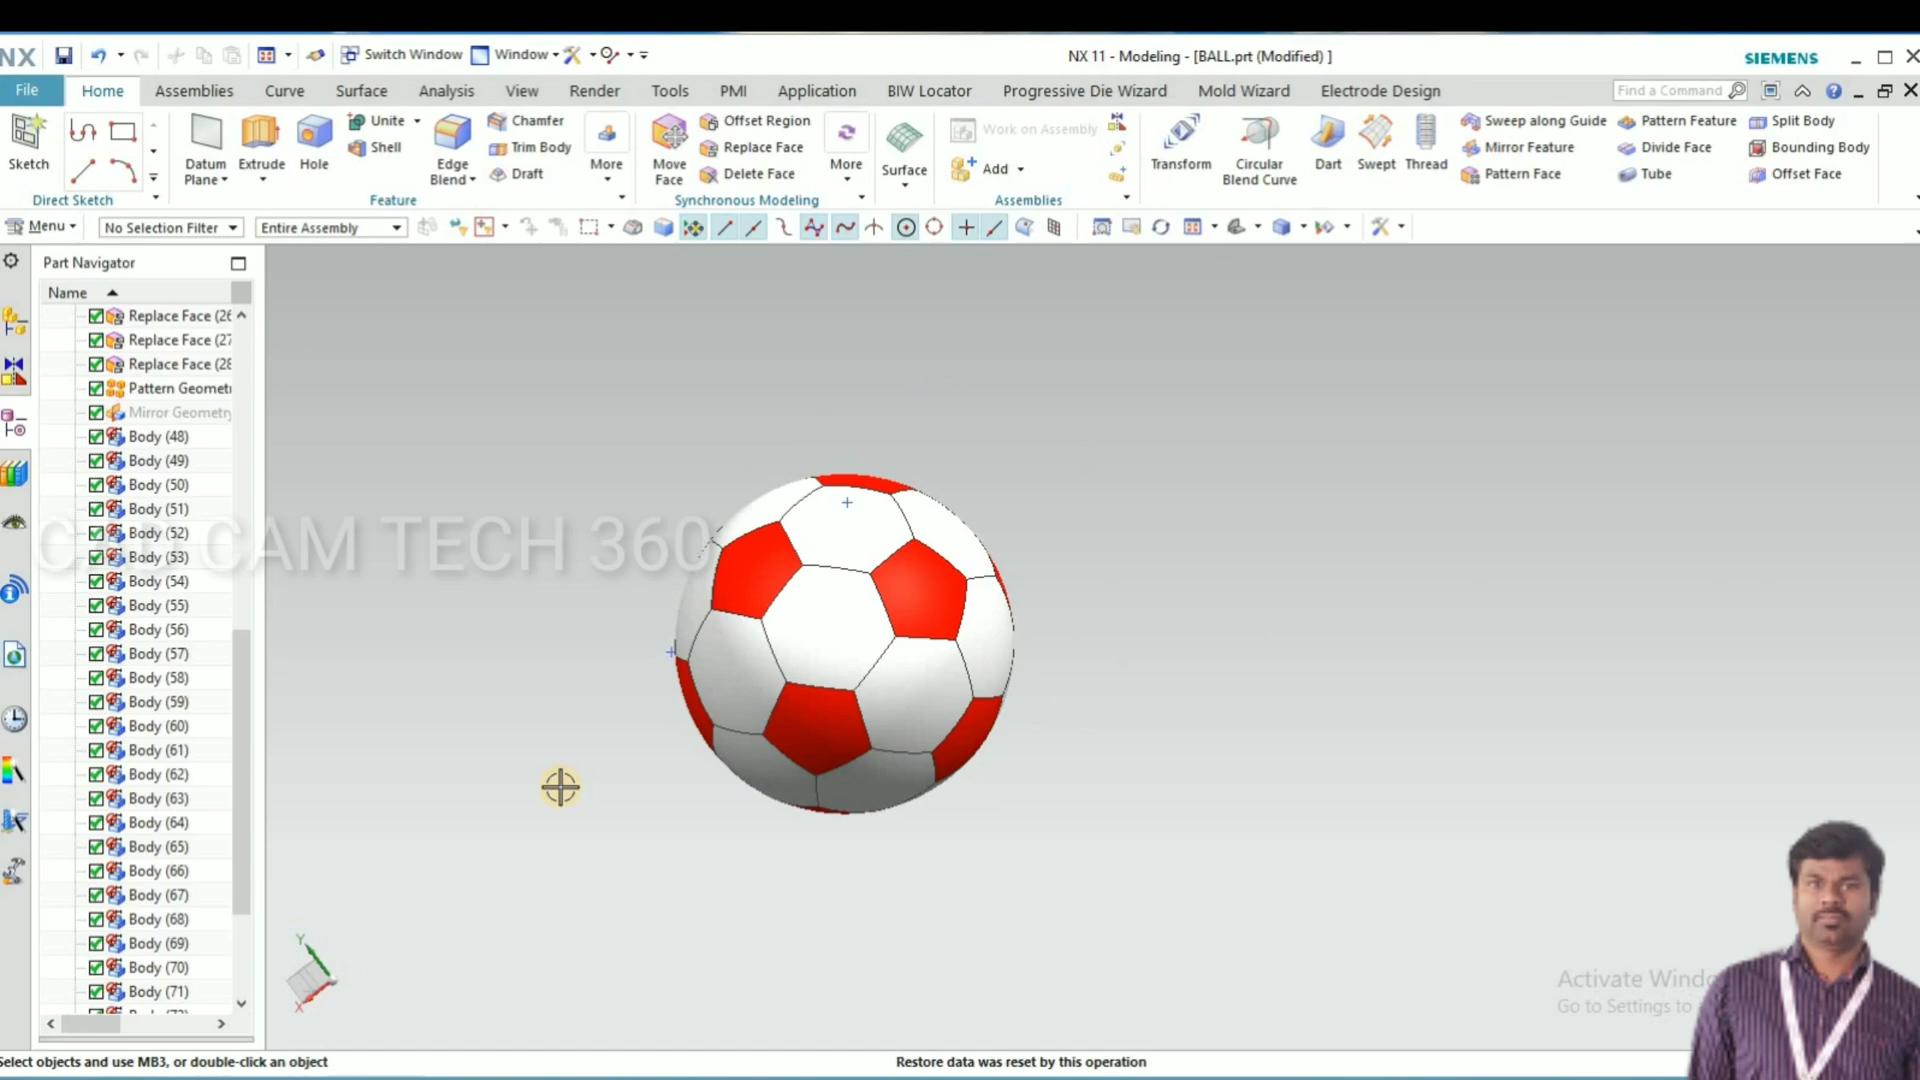 NX Switch Window Window NX 11 - Modeling - [BALL.prt (Modified) ] SIEMENS
File Home Assemblies Curve Surface Analysis View Render Tools PMI Application BIW Locator Progressive Die Wizard Mold Wizard Electrode Design Find a Command
Sketch
Direct Sketch
Datum Plane
Extrude
Hole
Unite
Shell
Edge Blend
Chamfer
Trim Body
Draft
More
Feature
Move Face
Offset Region
Replace Face
Delete Face
More
Synchronous Modeling
Surface
Work on Assembly
Add
Assemblies
Transform
Circular Blend Curve
Dart
Swept
Thread
Sweep along Guide
Mirror Feature
Pattern Face
Pattern Feature
Divide Face
Tube
Split Body
Bounding Body
Offset Face
Menu No Selection Filter Entire Assembly
Part Navigator
Name
Replace Face (26
Replace Face (27
Replace Face (28
Pattern Geomet
Mirror Geometry
Body (48)
Body (49)
Body (50)
Body (51)
Body (52)
Body (53)
Body (54)
Body (55)
Body (56)
Body (57)
Body (58)
Body (59)
Body (60)
Body (61)
Body (62)
Body (63)
Body (64)
Body (65)
Body (66)
Body (67)
Body (68)
Body (69)
Body (70)
Body (71)
CAD CAM TECH 360
Y
X
Activate Windo
Go to Settings to
Select objects and use MB3, or double-click an object Restore data was reset by this operation